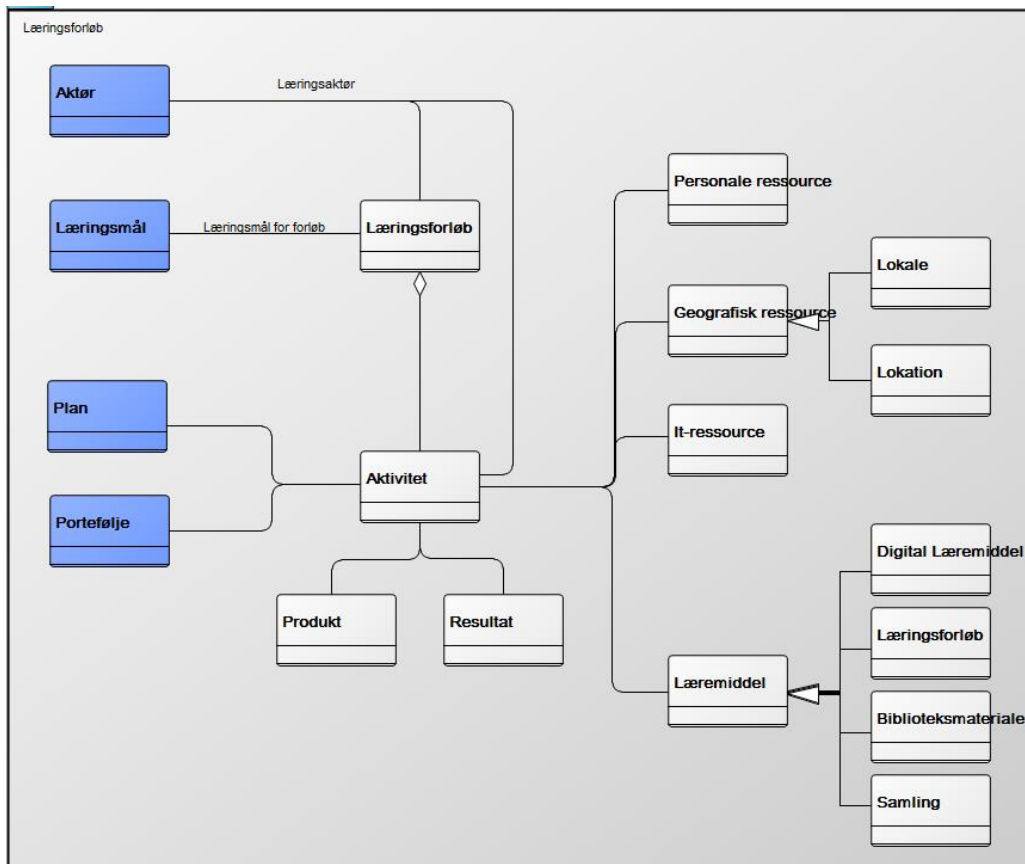 Læringsforløb
Aktør
Læringsaktør
Læringsmål
Læringsmål for forløb
Læringsforløb
Plan
Portefølje
Aktivitet
Produkt
Resultat
Personale ressource
Geografisk ressource
It-ressource
Læremiddel
Lokale
Lokation
Digital Læremiddel
Læringsforløb
Biblioteksmateriale
Samling